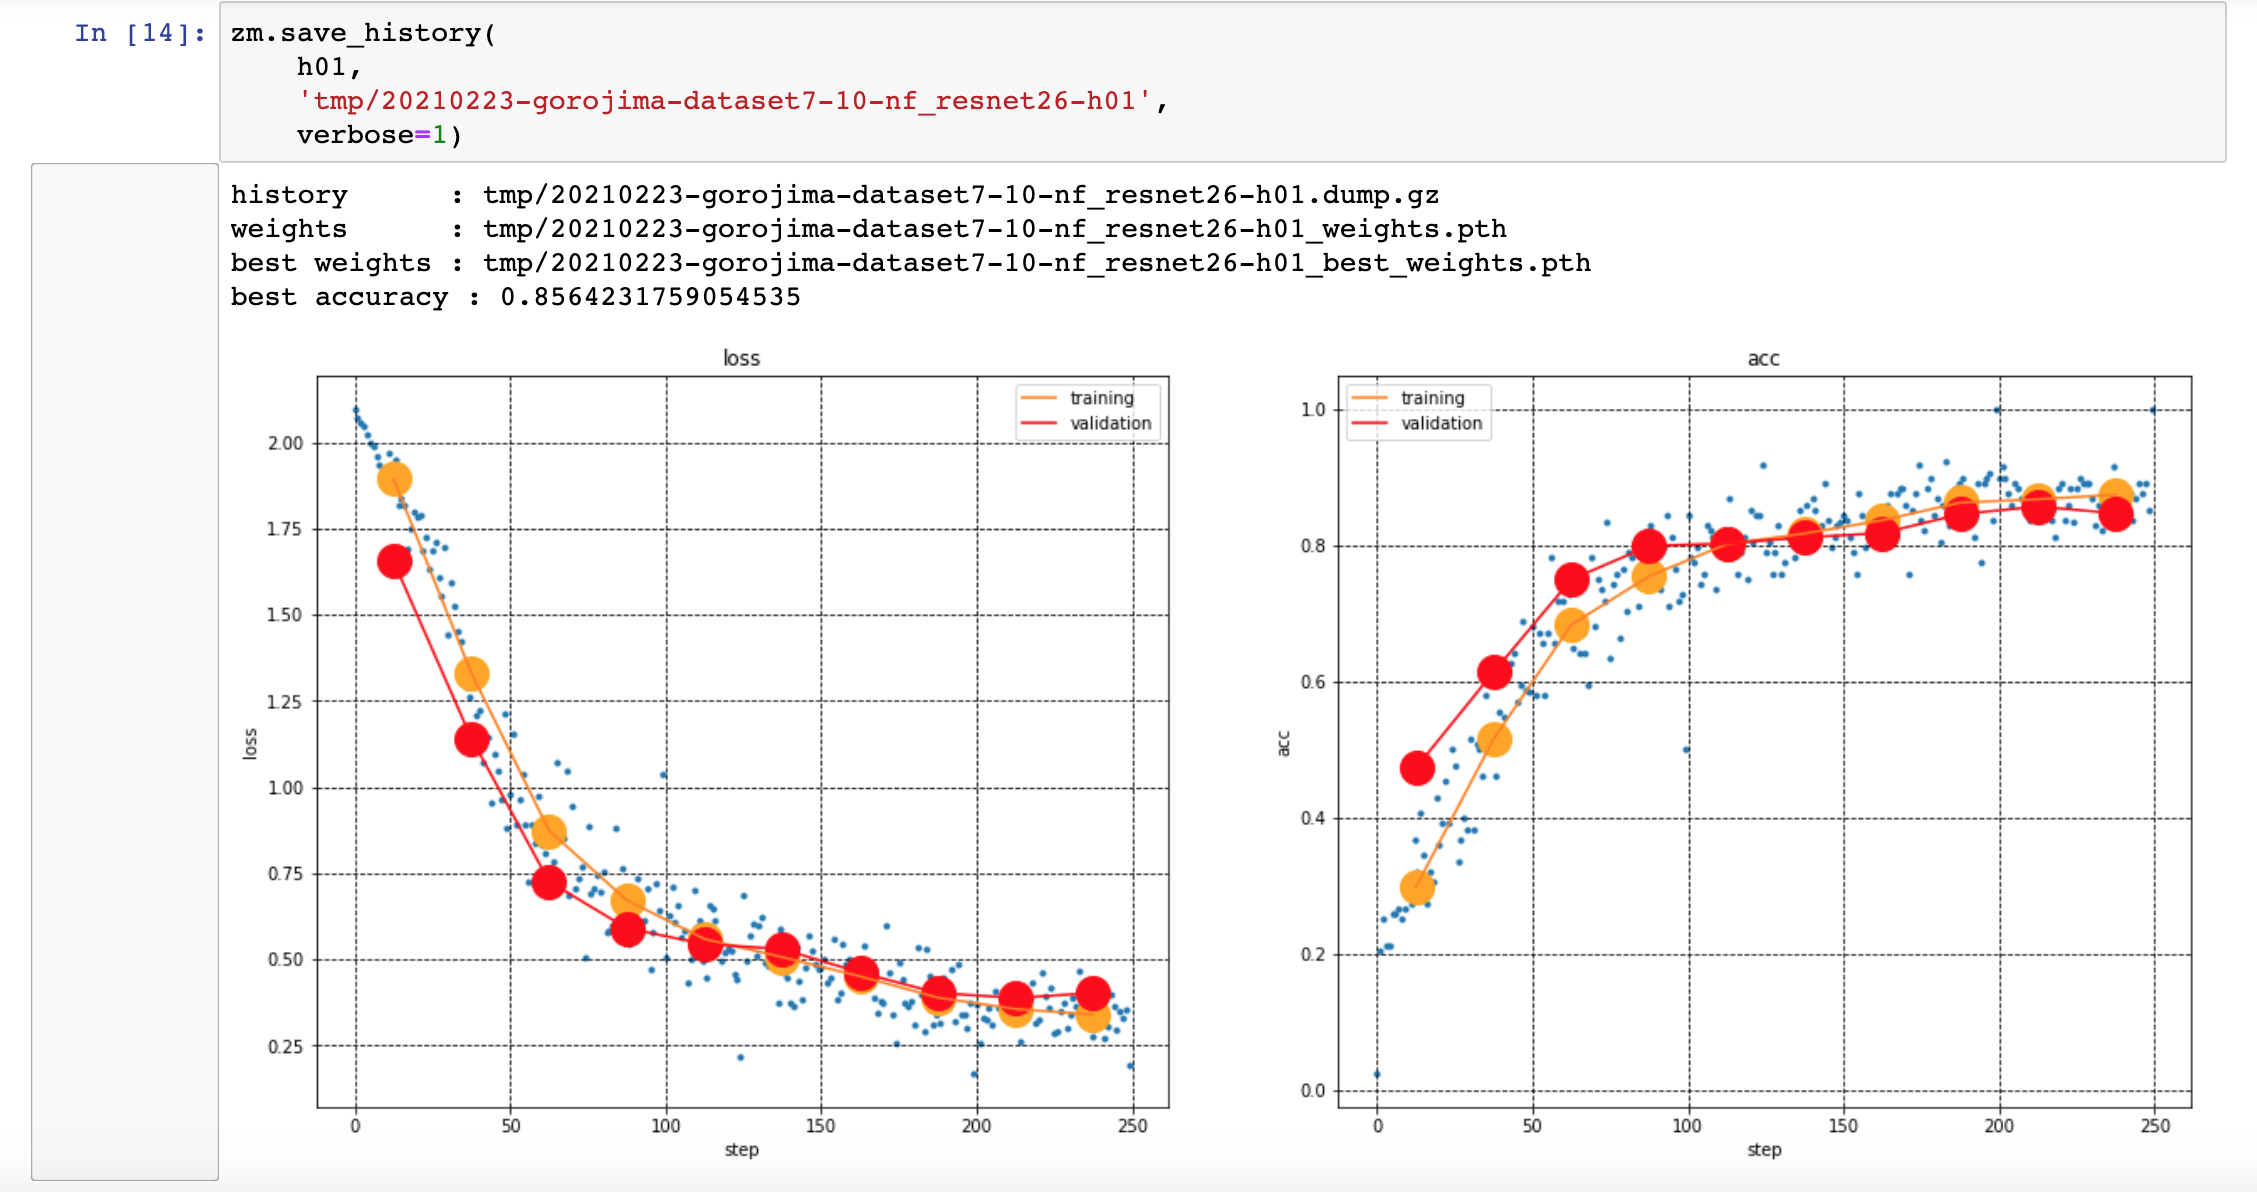 In [14]:
zm.save_history(
    h01,
    'tmp/20210223-gorojima-dataset7-10-nf_resnet26-h01',
    verbose=1)
history      : tmp/20210223-gorojima-dataset7-10-nf_resnet26-h01.dump.gz
weights      : tmp/20210223-gorojima-dataset7-10-nf_resnet26-h01_weights.pth
best weights : tmp/20210223-gorojima-dataset7-10-nf_resnet26-h01_best_weights.pth
best accuracy : 0.8564231759054535
loss
training
validation
2.00
1.75
1.50
1.25
1.00
0.75
0.50
0.25
loss
0 50 100 150 200 250
step
acc
training
validation
1.0
0.8
0.6
0.4
0.2
0.0
acc
0 50 100 150 200 250
step